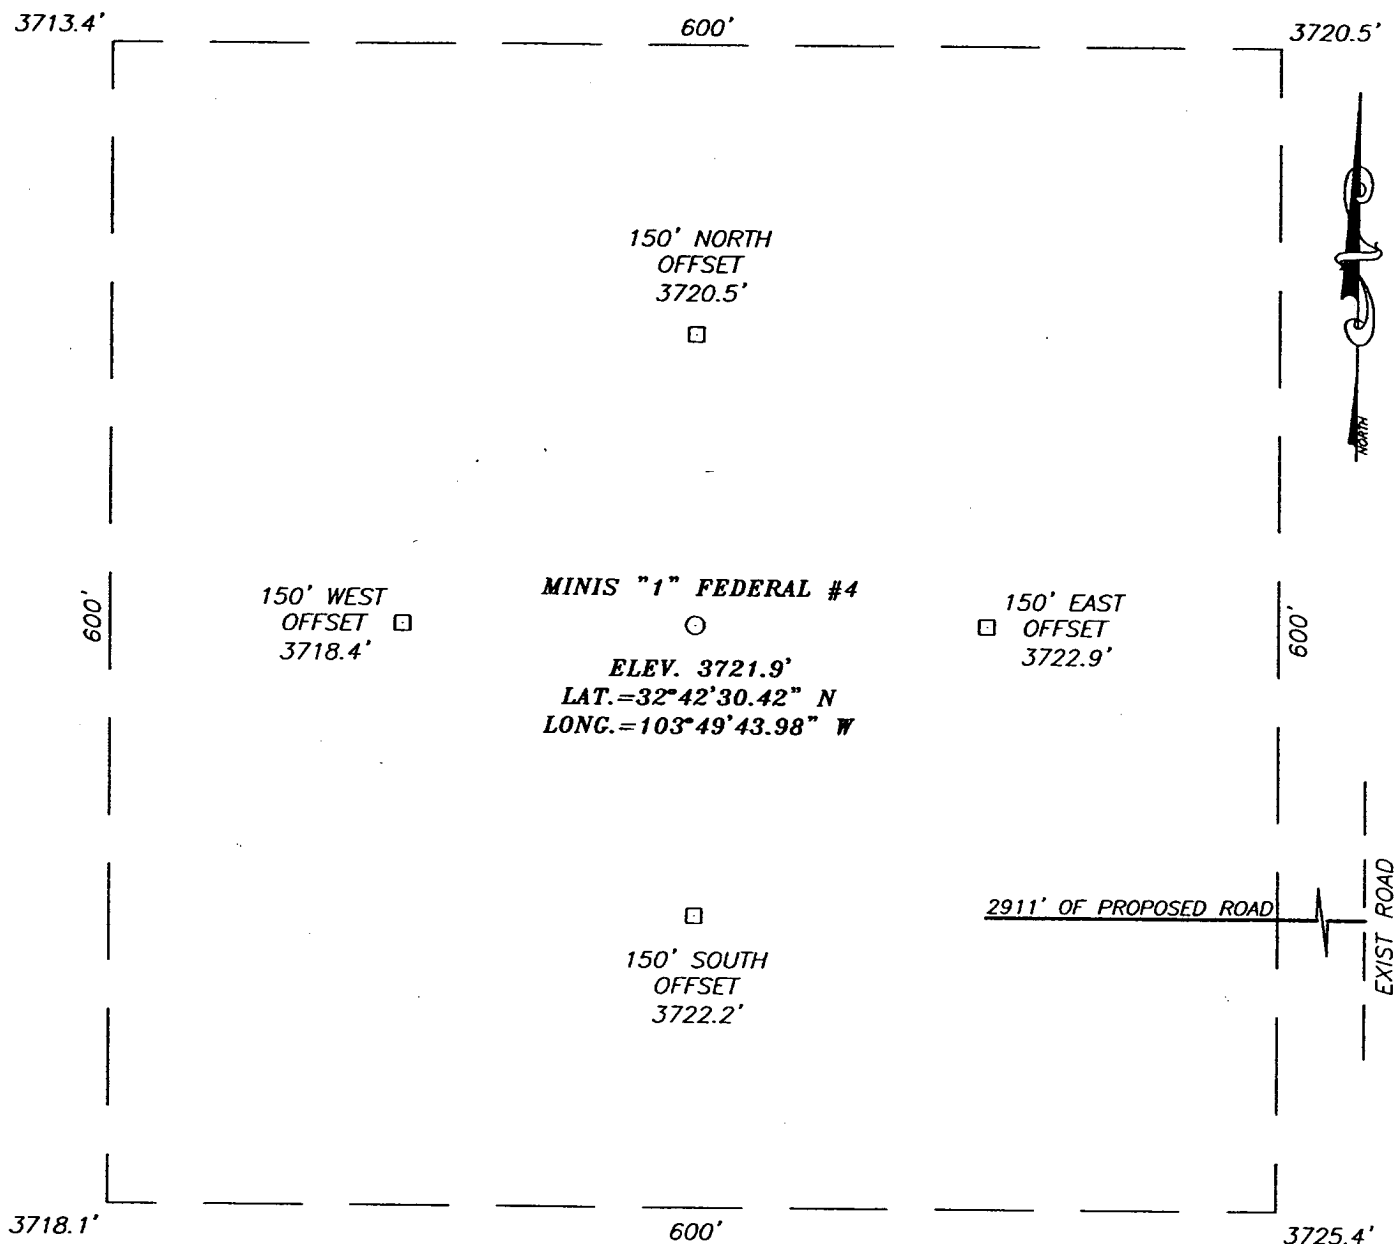 3713.4'
600'
3720.5'
NORTH
150' NORTH
OFFSET
3720.5'
600'
150' WEST
OFFSET
3718.4'
MINIS "1" FEDERAL #4
ELEV. 3721.9'
LAT.=32°42'30.42" N
LONG.=103°49'43.98" W
150' EAST
OFFSET
3722.9'
600'
2911' OF PROPOSED ROAD
EXIST ROAD
150' SOUTH
OFFSET
3722.2'
3718.1'
600'
3725.4'